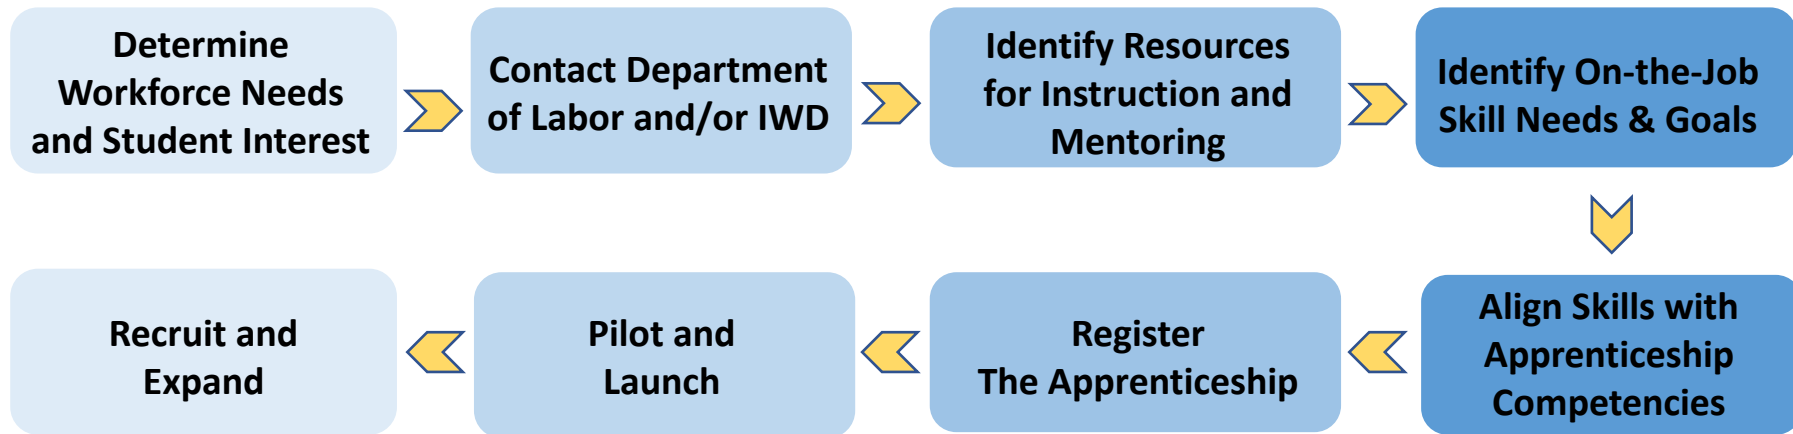 Determine
Workforce Needs
and Student Interest
Contact Department
of Labor and/or IWD
Identify Resources
for Instruction and
Mentoring
Identify On-the-Job
Skill Needs & Goals
Align Skills with
Apprenticeship
Competencies
Register
The Apprenticeship
Pilot and
Launch
Recruit and
Expand